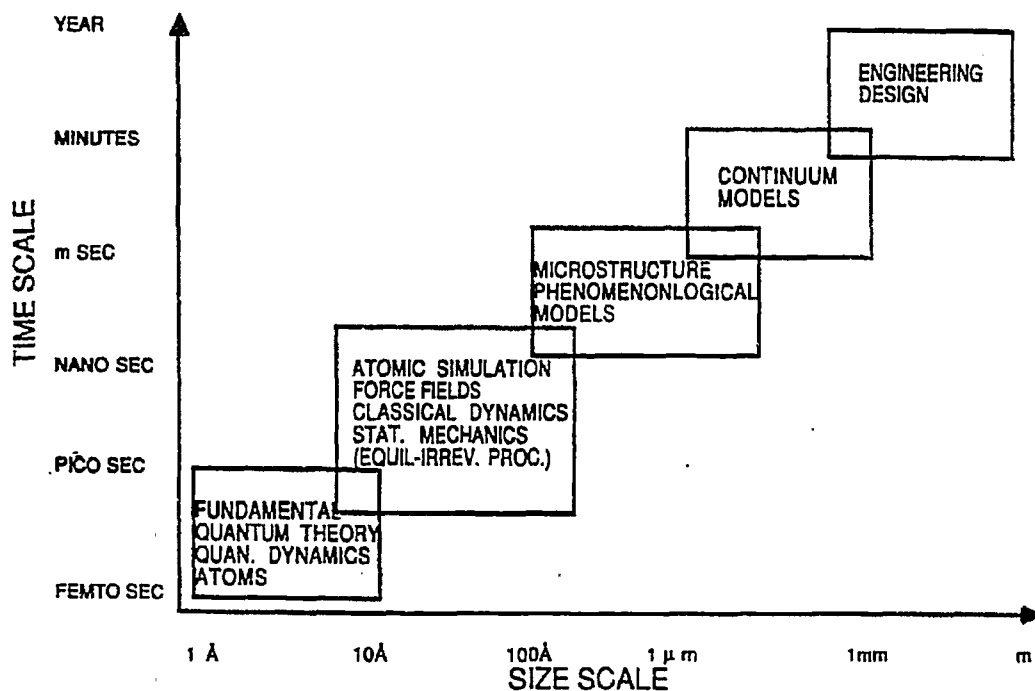 YEAR
MINUTES
m SEC
NANO SEC
PICO SEC
FEMTO SEC
TIME SCALE
ENGINEERING
DESIGN
CONTINUUM
MODELS
MICROSTRUCTURE
PHENOMENONLOGICAL
MODELS
ATOMIC SIMULATION
FORCE FIELDS
CLASSICAL DYNAMICS
STAT. MECHANICS
(EQUIL-IRREV. PROC.)
FUNDAMENTAL
QUANTUM THEORY
QUAN. DYNAMICS
ATOMS
1 Å 10Å 100Å 1 μm 1mm m
SIZE SCALE